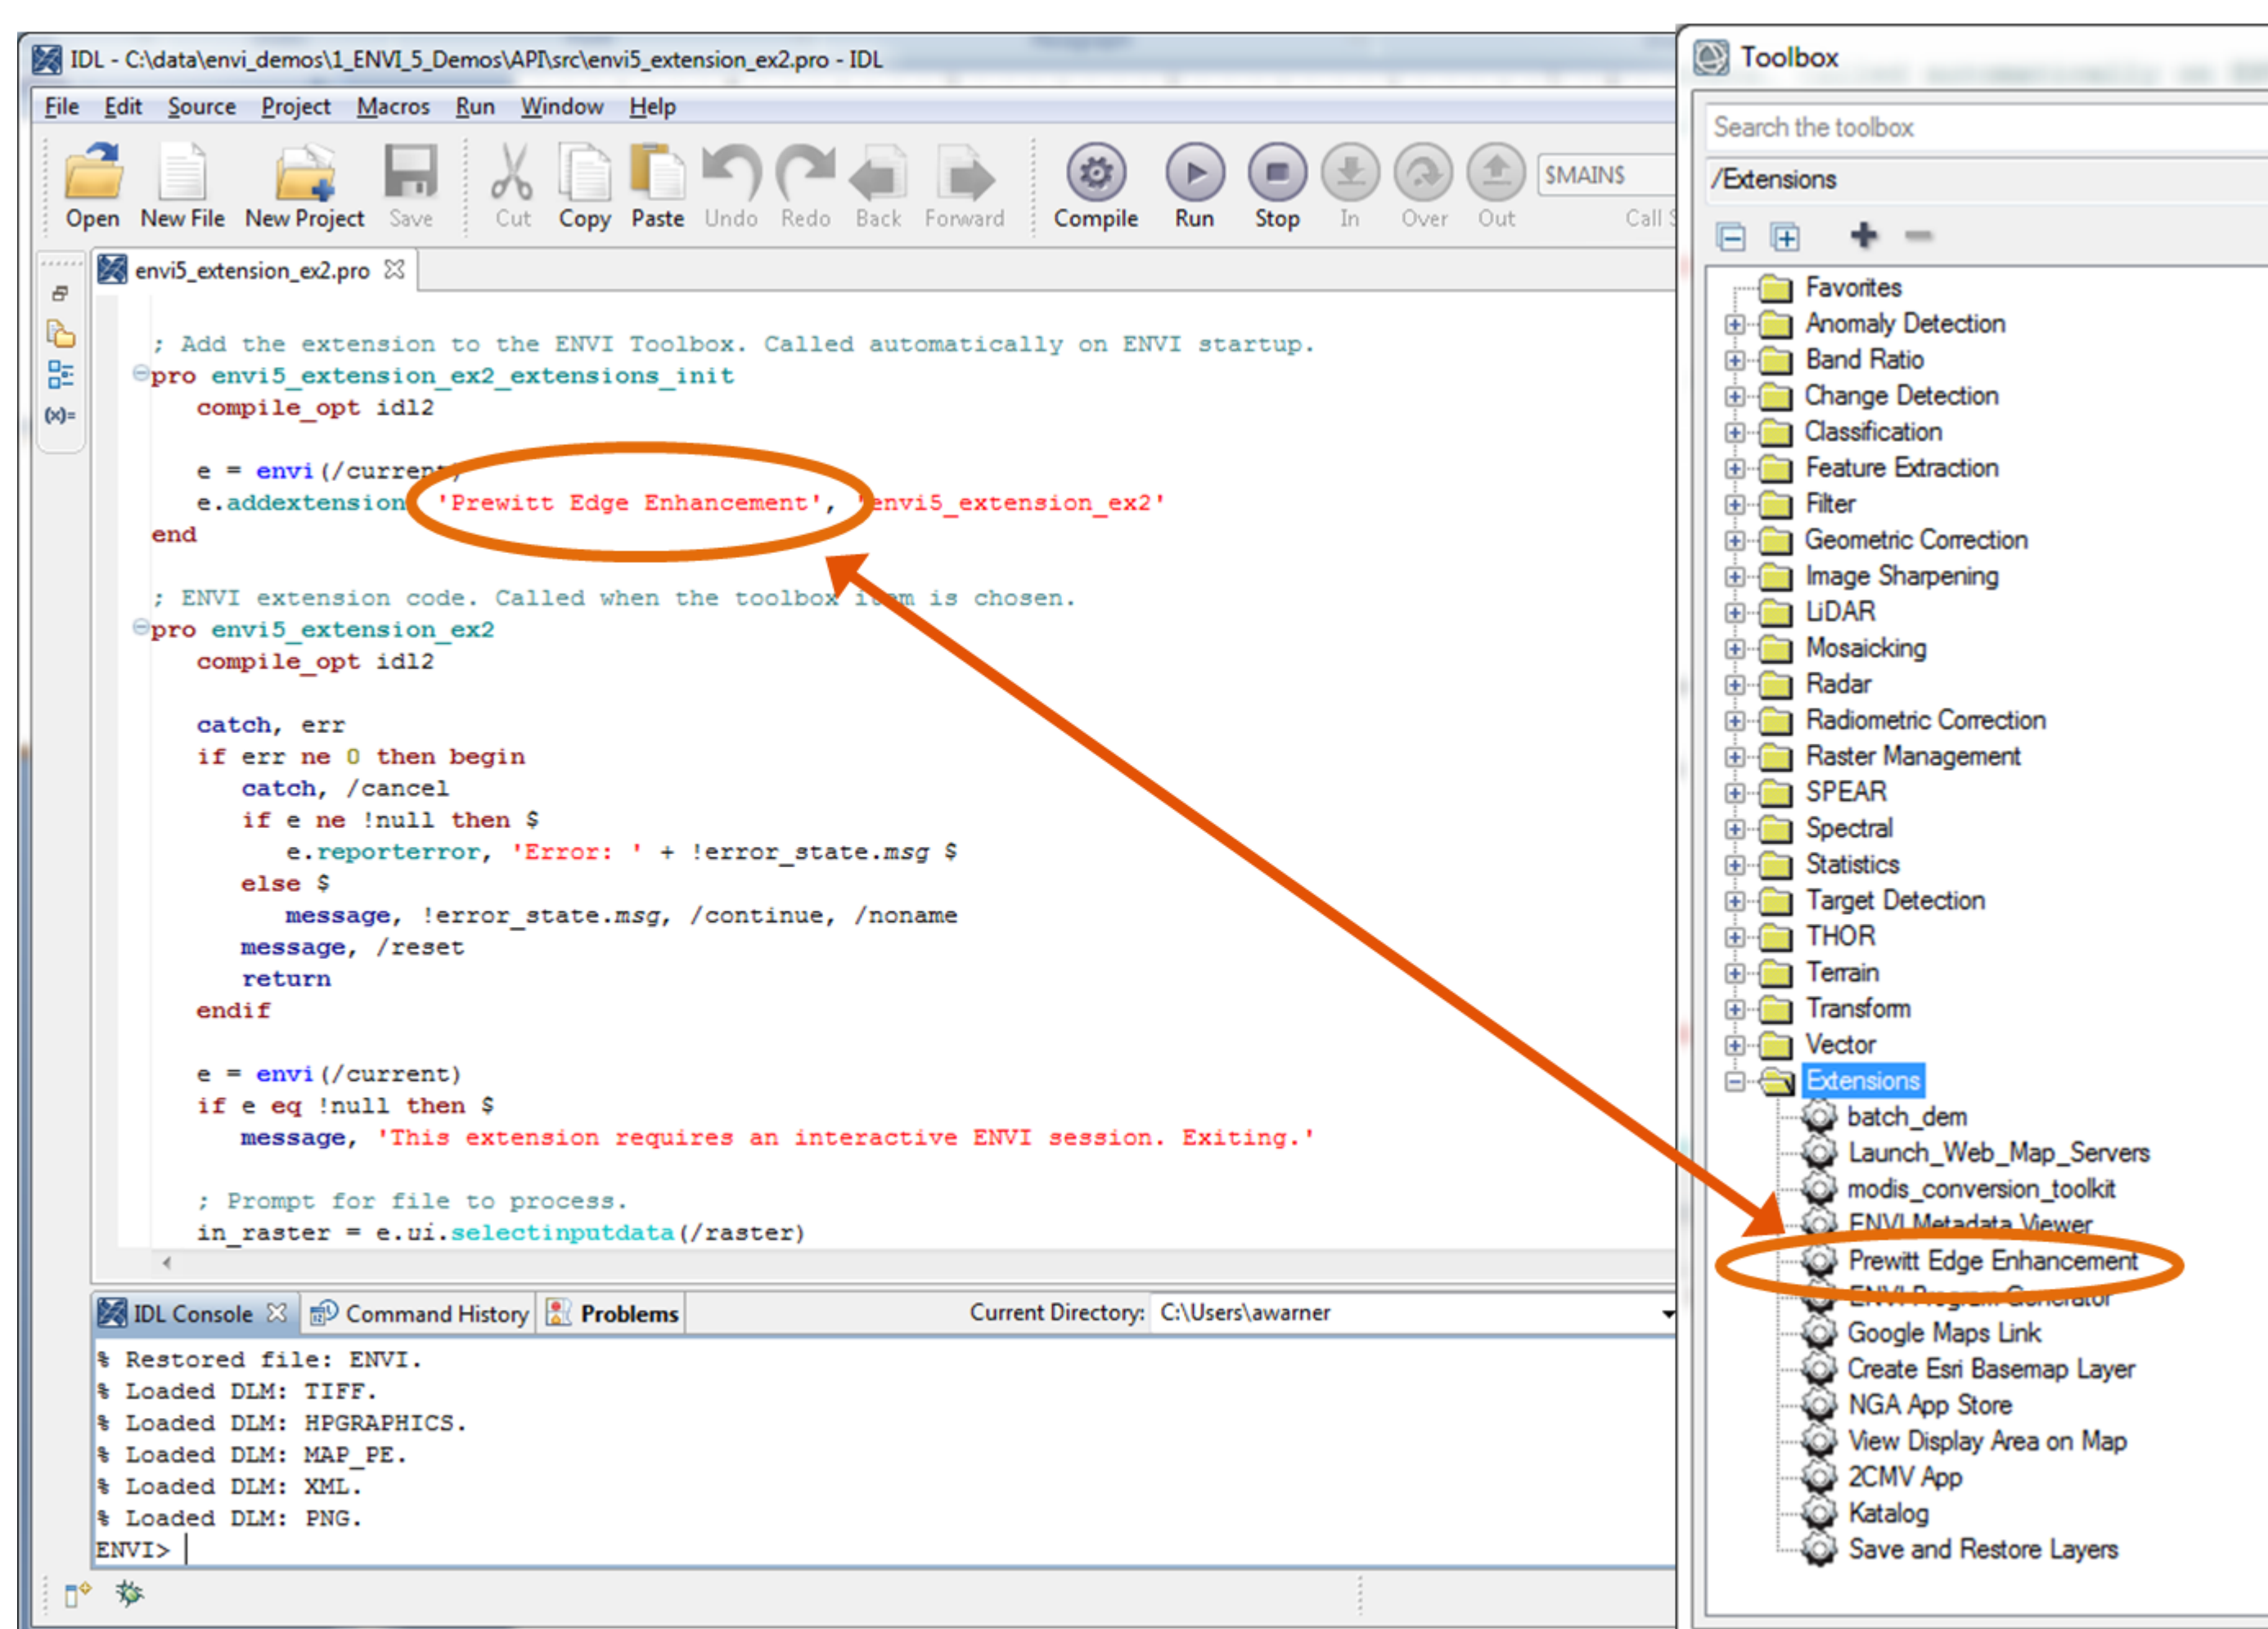 IDL - C:\data\envi_demos\1_ENVI_5_Demos\API\src\envi5_extension_ex2.pro - IDL
File Edit Source Project Macros Run Window Help
Open New File New Project Save Cut Copy Paste Undo Redo Back Forward Compile Run Stop In Over Out $MAIN$ Call
envi5_extension_ex2.pro
(x)=
; Add the extension to the ENVI Toolbox. Called automatically on ENVI startup.
pro envi5_extension_ex2_extensions_init
compile_opt idl2
e = envi(/current)
e.addextension, 'Prewitt Edge Enhancement', 'envi5_extension_ex2'
end
; ENVI extension code. Called when the toolbox item is chosen.
pro envi5_extension_ex2
compile_opt idl2
catch, err
if err ne 0 then begin
catch, /cancel
if e ne !null then $
e.reporterror, 'Error: ' + !error_state.msg $
else $
message, !error_state.msg, /continue, /noname
message, /reset
return
endif
e = envi(/current)
if e eq !null then $
message, 'This extension requires an interactive ENVI session. Exiting.'
; Prompt for file to process.
in_raster = e.ui.selectinputdata(/raster)
IDL Console Command History Problems Current Directory: C:\Users\awarner
% Restored file: ENVI.
% Loaded DLM: TIFF.
% Loaded DLM: HPGRAPHICS.
% Loaded DLM: MAP_PE.
% Loaded DLM: XML.
% Loaded DLM: PNG.
ENVI>
Toolbox
Search the toolbox
/Extensions
Favorites
Anomaly Detection
Band Ratio
Change Detection
Classification
Feature Extraction
Filter
Geometric Correction
Image Sharpening
LiDAR
Mosaicking
Radar
Radiometric Correction
Raster Management
SPEAR
Spectral
Statistics
Target Detection
THOR
Terrain
Transform
Vector
Extensions
batch_dem
Launch_Web_Map_Servers
modis_conversion_toolkit
ENVI Metadata Viewer
Prewitt Edge Enhancement
ENVI Program Generator
Google Maps Link
Create Esri Basemap Layer
NGA App Store
View Display Area on Map
2CMV App
Katalog
Save and Restore Layers